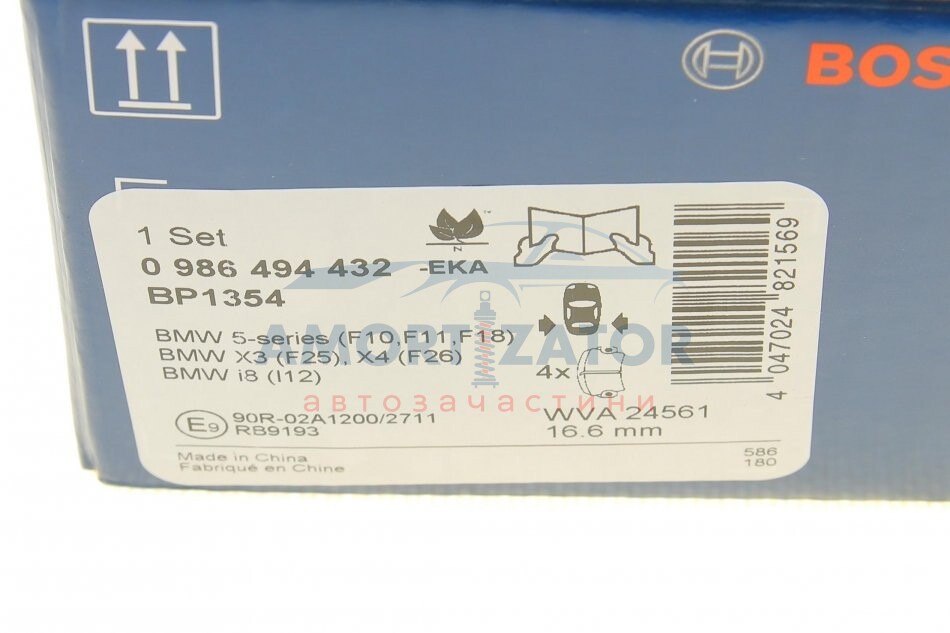 BOS
1 Set
0 986 494 432 -EKA
BP1354
BMW 5-series (F10,F11,F18)
BMW X3 (F25), X4 (F26)
BMW i8 (I12)
4x
E9 90R-02A1200/2711
RB9193
WVA 24561
16.6 mm
Made in China
Fabriqué en Chine
586
180
4 047024 821569
AMORTIZATOR
автозапчастини